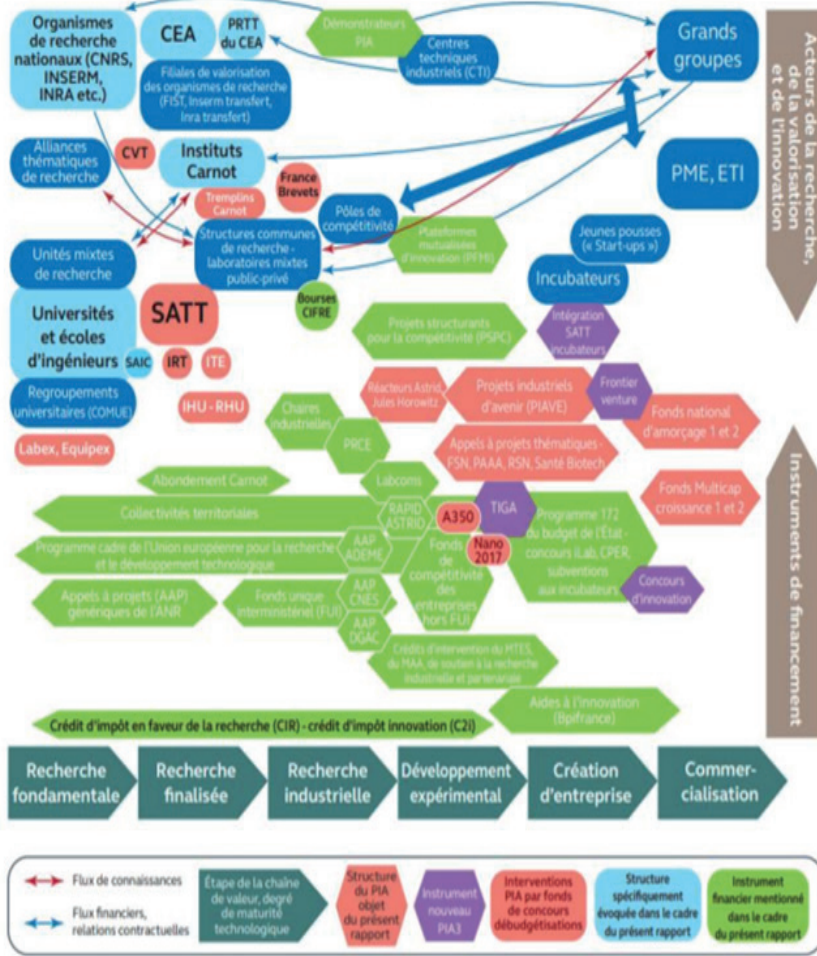 Organismes
de recherche
nationaux (CNRS,
INSERM,
INRA etc.)
CEA
PRTT
du CEA
Démonstrateurs
PIA
Centres
techniques
industriels (CTI)
Grands
groupes
Filiales de valorisation
des organismes de recherche
(FIST, Inserm transfert,
Inra transfert)
Alliances
thématiques
de recherche
CVT
Instituts
Carnot
Tremplins
Carnot
France
Brevets
PME, ETI
Pôles de
compétitivité
Structures communes
de recherche -
laboratoires mixtes
public-privé
Plateformes
mutualisées
d'innovation (PFMI)
Jeunes pousses
(« Start-ups »)
Incubateurs
Unités mixtes
de recherche
Universités
et écoles
d'ingénieurs
SATT
Bourses
CIFRE
SAIC
IRT
ITE
Projets structurants
pour la compétitivité (PSPC)
Intégration
SATT
incubateurs
Regroupements
universitaires (COMUE)
IHU - RHU
Labex, Equipex
Réacteurs Astrid,
Jules Horowitz
Projets industriels
d'avenir (PIAVE)
Frontier
venture
Fonds national
d'amorçage 1 et 2
Chaires
industrielles
PRCE
Appels à projets thématiques -
FSN, PAAA, RSN, Santé Biotech
Abondement Carnot
Labcoms
Fonds Multicap
croissance 1 et 2
Collectivités territoriales
RAPID
ASTRID
A350
TIGA
Programme 172
du budget de l'État -
concours iLab, CPER,
subventions
aux incubateurs
Programme cadre de l'Union européenne pour la recherche
et le développement technologique
AAP
ADEME
Fonds
de
compétitivité
des
entreprises
hors FUI
Nano
2017
Appels à projets (AAP)
génériques de l'ANR
Fonds unique
interministériel (FUI)
AAP
CNES
AAP
DGAC
Concours
d'innovation
Crédits d'intervention du MTES,
du MAA, de soutien à la recherche
industrielle et partenariale
Aides à l'innovation
(Bpifrance)
Crédit d'impôt en faveur de la recherche (CIR) - crédit d'impôt innovation (C2i)
Acteurs de la recherche,
de la valorisation
et de l'innovation
Instruments de financement
Recherche
fondamentale
Recherche
finalisée
Recherche
industrielle
Développement
expérimental
Création
d'entreprise
Commer-
cialisation
Flux de connaissances
Flux financiers,
relations contractuelles
Étape de la chaîne
de valeur, degré
de maturité
technologique
Structure
du PIA
objet
du présent
rapport
Instrument
nouveau
PIA3
Interventions
PIA par fonds
de concours
débudgétisations
Structure
spécifiquement
évoquée dans le cadre
du présent rapport
Instrument
financier mentionné
dans le cadre
du présent rapport